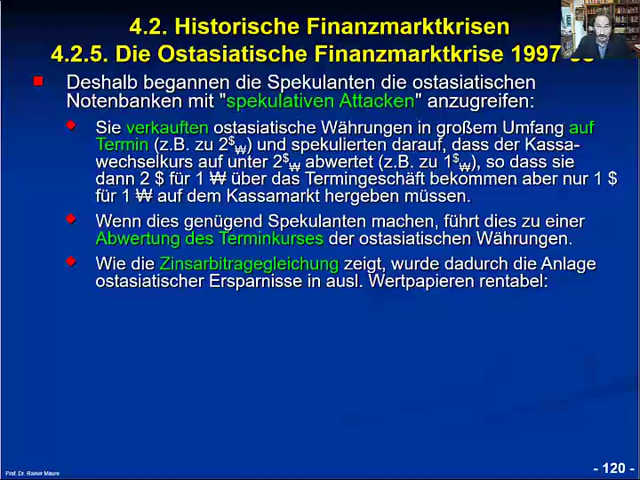 4.2. Historische Finanzmarktkrisen
4.2.5. Die Ostasiatische Finanzmarktkrise 1997-98
Deshalb begannen die Spekulanten die ostasiatischen
Notenbanken mit "spekulativen Attacken" anzugreifen:
Sie verkauften ostasiatische Währungen in großem Umfang auf
Termin (z.B. zu 2$₩) und spekulierten darauf, dass der Kassa-
wechselkurs auf unter 2$₩ abwertet (z.B. zu 1$₩), so dass sie
dann 2 $ für 1 ₩ über das Termingeschäft bekommen aber nur 1 $
für 1 ₩ auf dem Kassamarkt hergeben müssen.
Wenn dies genügend Spekulanten machen, führt dies zu einer
Abwertung des Terminkurses der ostasiatischen Währungen.
Wie die Zinsarbitragegleichung zeigt, wurde dadurch die Anlage
ostasiatischer Ersparnisse in ausl. Wertpapieren rentabel:
Prof. Dr. Rainer Maure
- 120 -